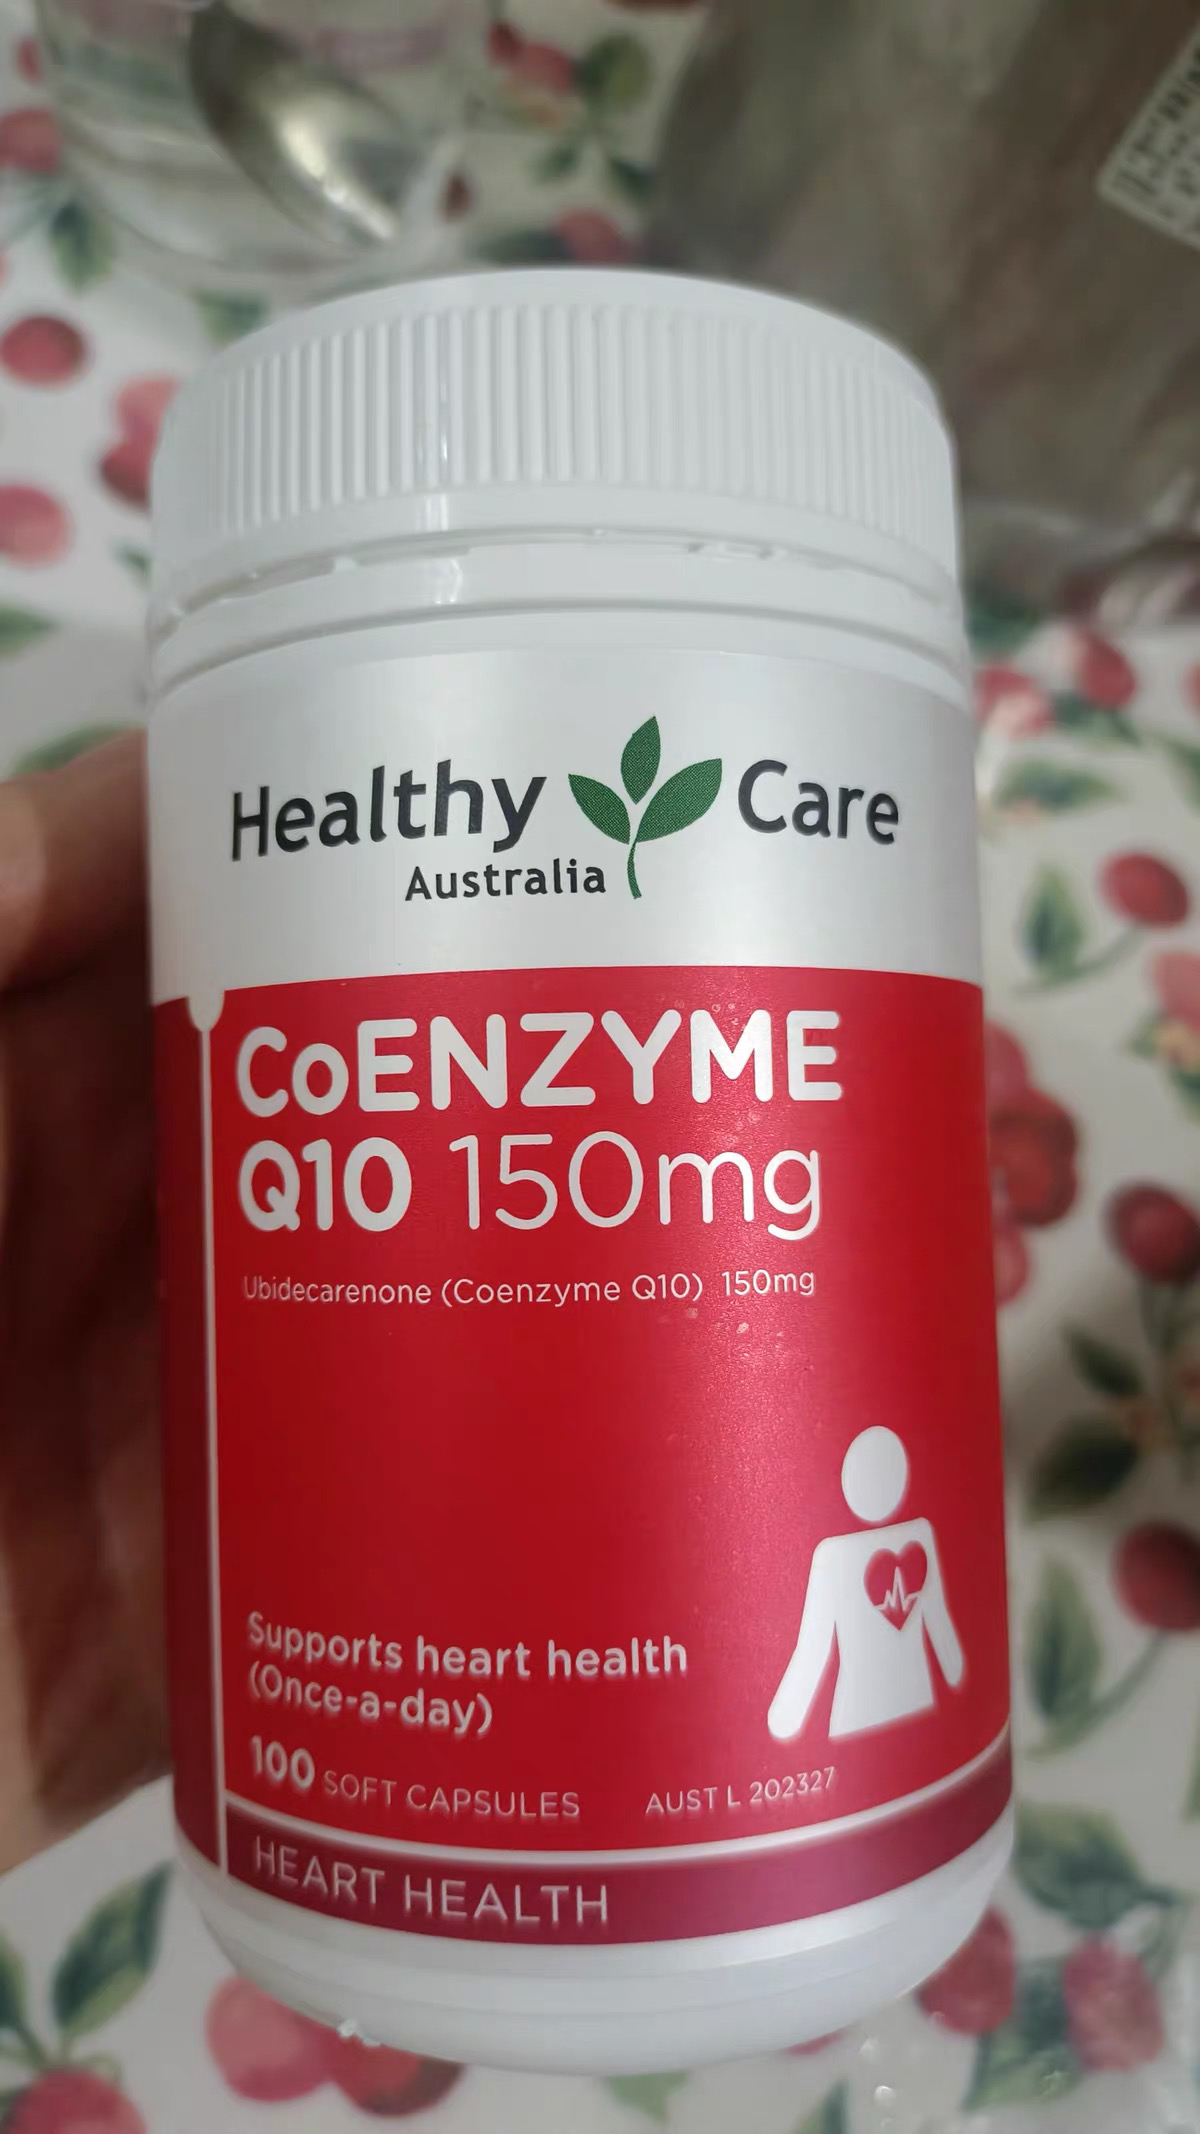 Healthy Care
Australia
CoENZYME
Q10 150mg
Ubidecarenone (Coenzyme Q10) 150mg
Supports heart health
(Once-a-day)
100 SOFT CAPSULES AUST L 202327
HEART HEALTH